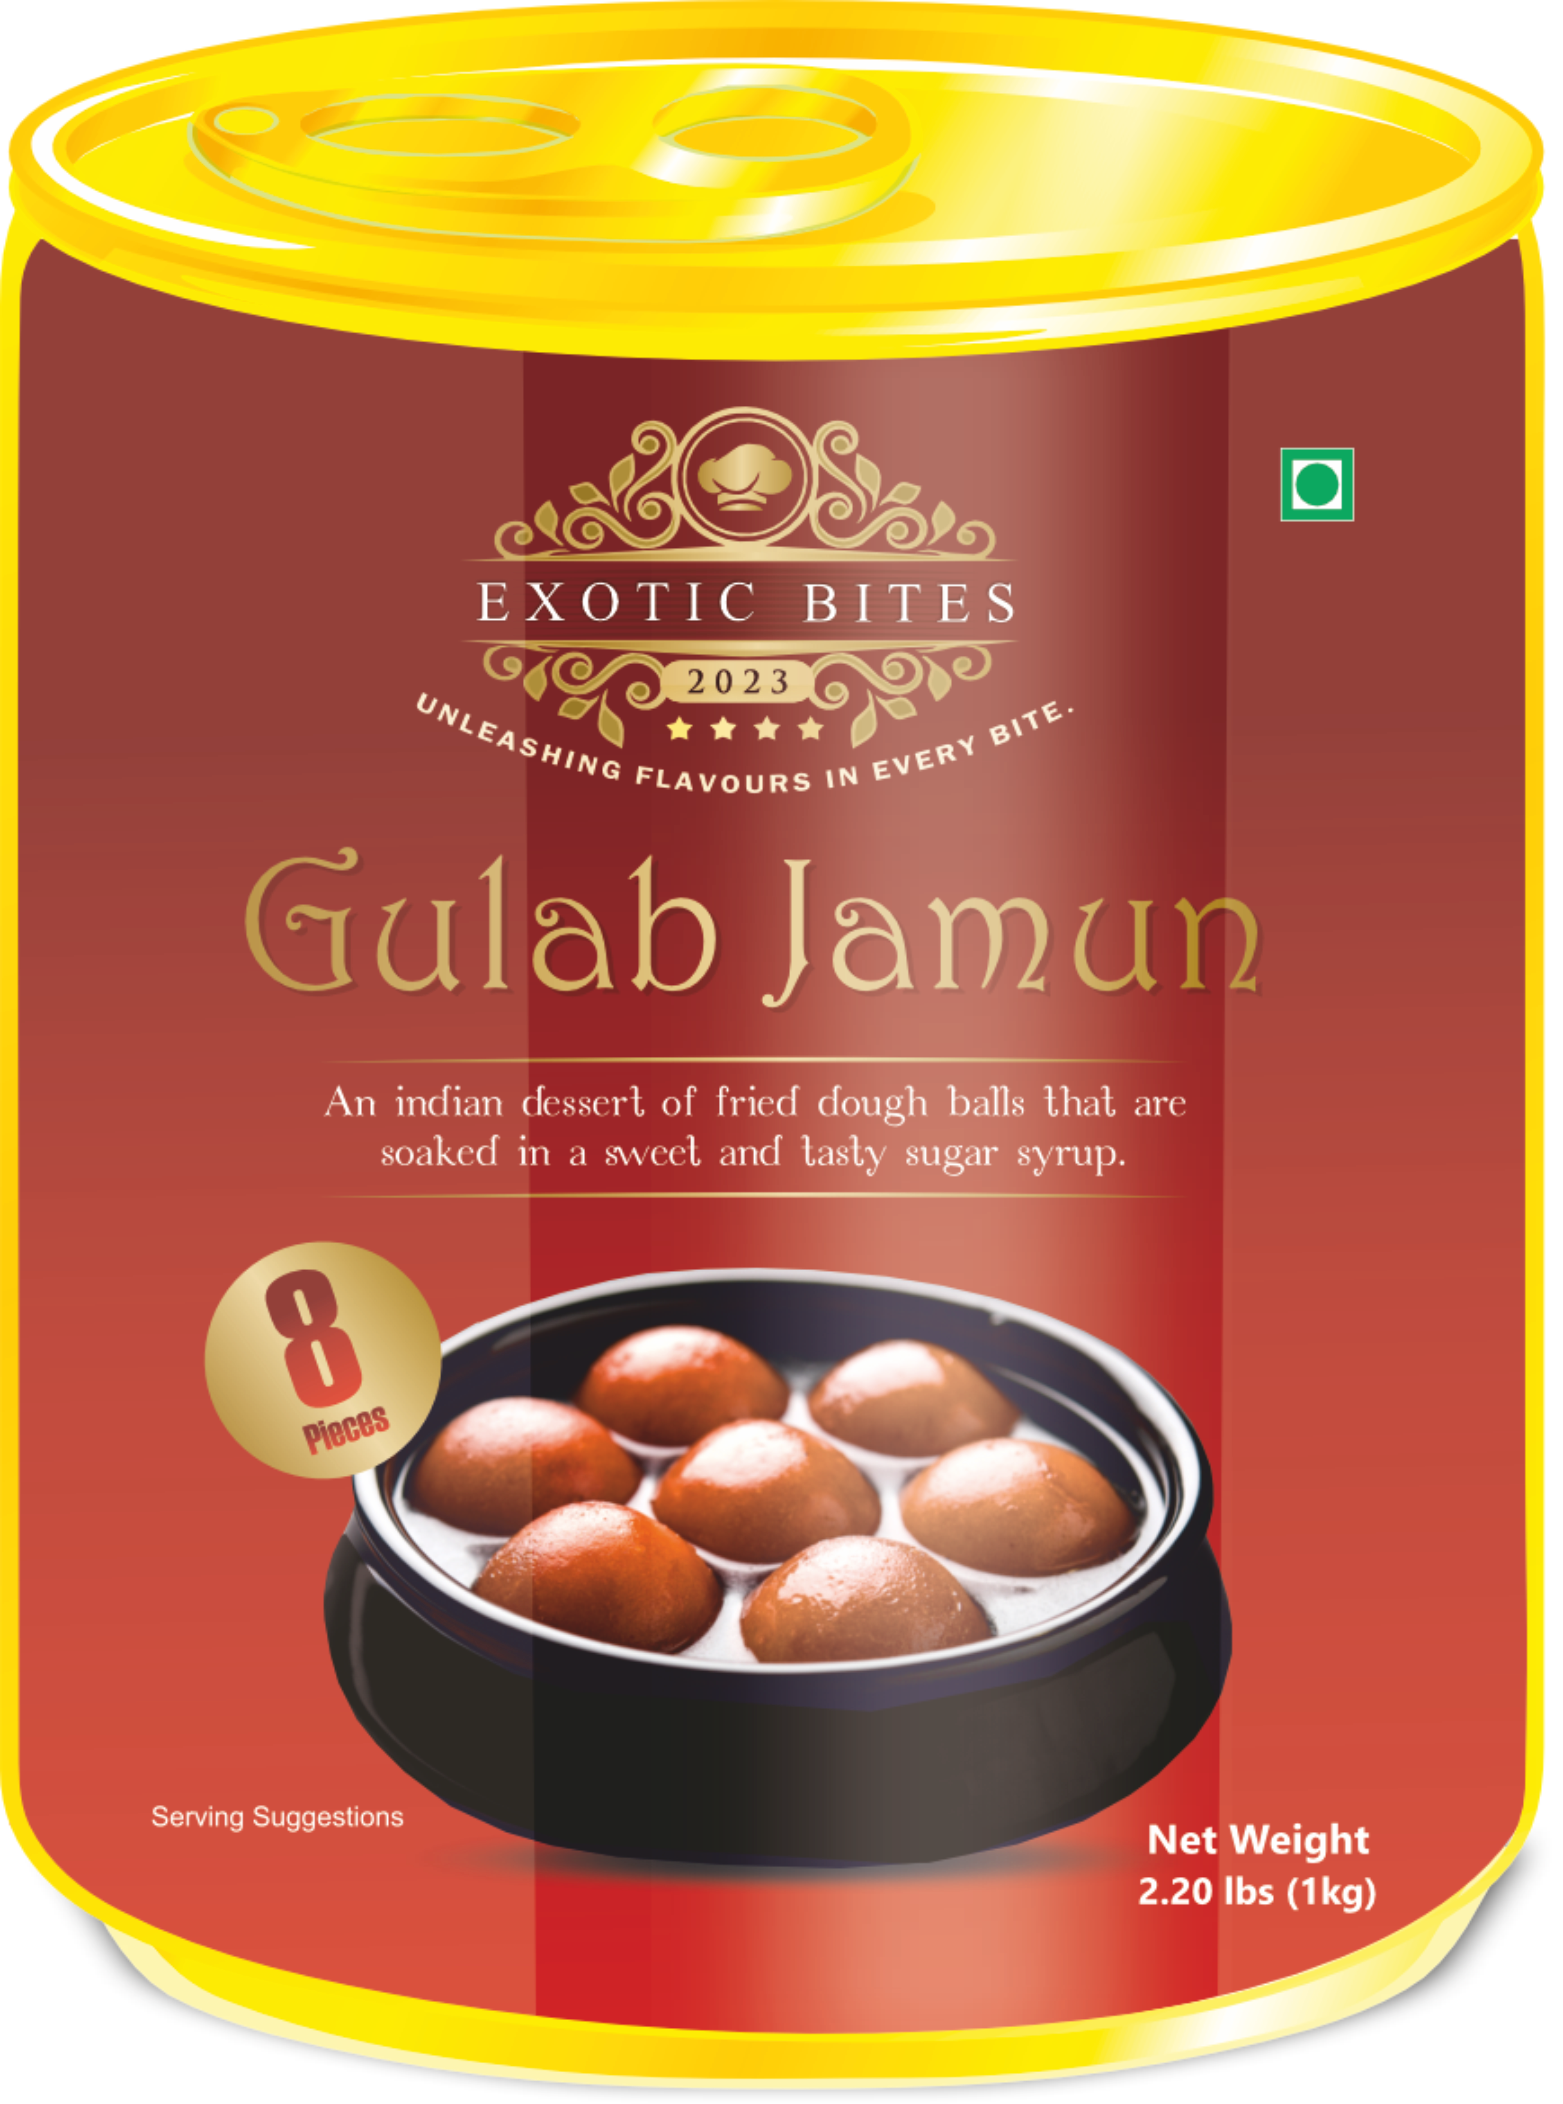 EXOTIC BITES
2023
UNLEASHING FLAVOURS IN EVERY BITE.
Gulab Jamun
An indian dessert of fried dough balls that are
soaked in a sweet and tasty sugar syrup.
8
Pieces
Serving Suggestions
Net Weight
2.20 lbs (1kg)